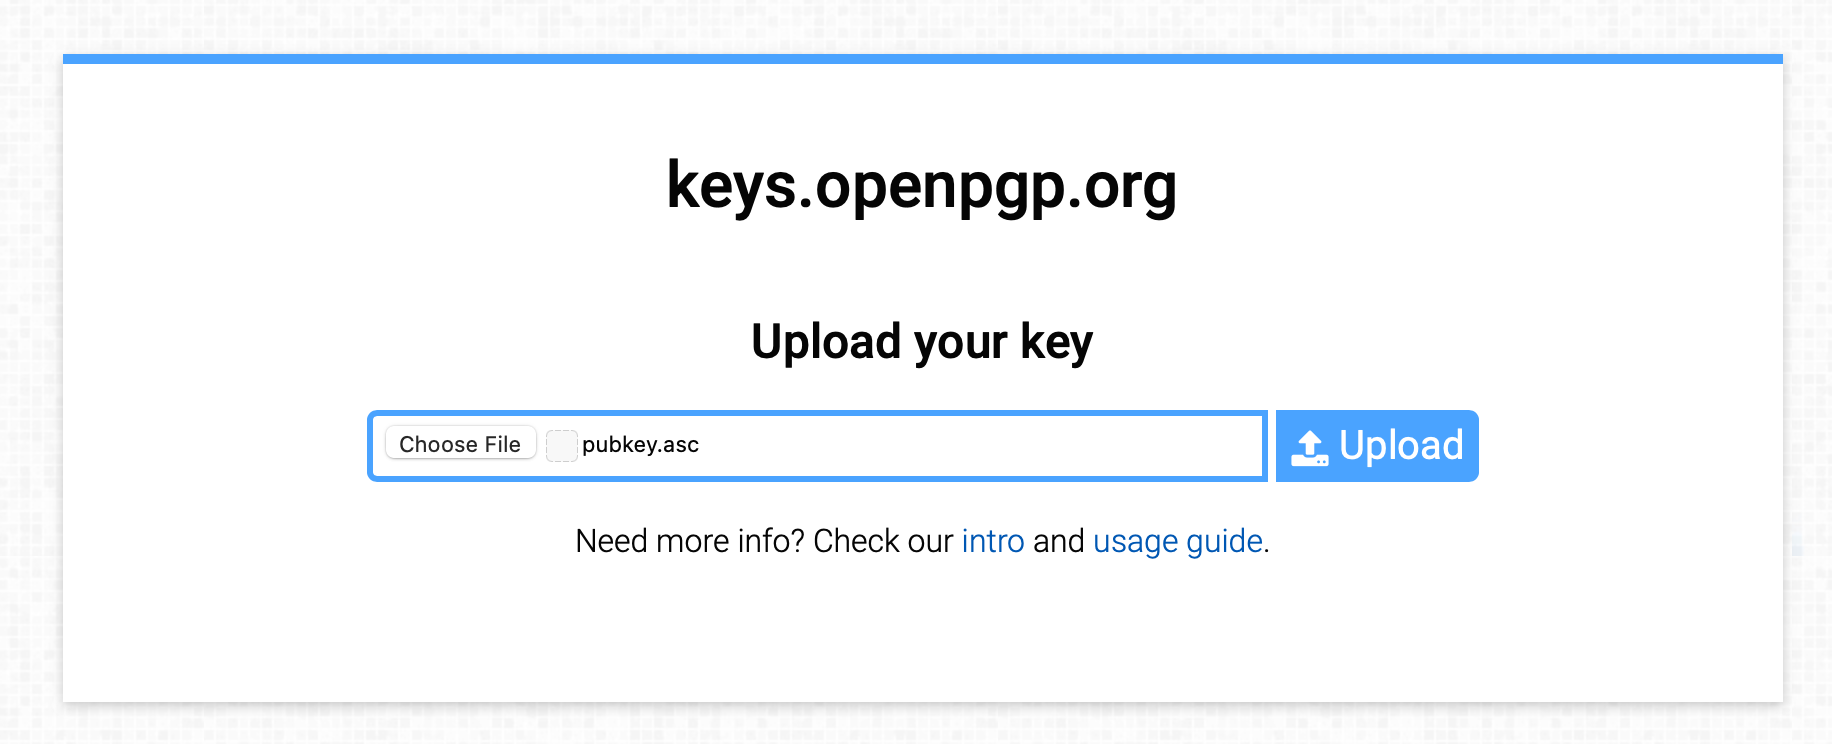 keys.openpgp.org
Upload your key
Choose File pubkey.asc Upload
Need more info? Check our intro and usage guide.